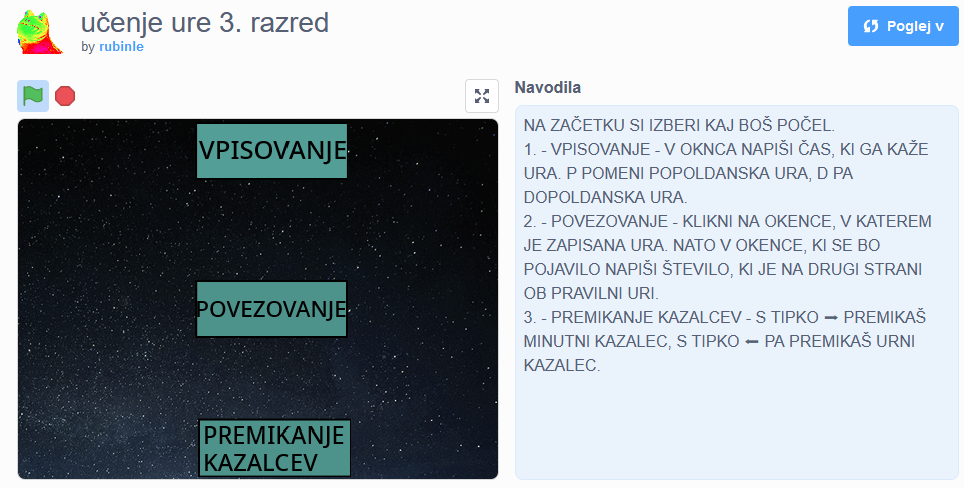 učenje ure 3. razred
by rubinle
Poglej v
VPISOVANJE
POVEZOVANJE
PREMIKANJE
KAZALCEV
Navodila
NA ZAČETKU SI IZBERI KAJ BOŠ POČEL.
1. - VPISOVANJE - V OKNCA NAPIŠI ČAS, KI GA KAŽE
URA. P POMENI POPOLDANSKA URA, D PA
DOPOLDANSKA URA.
2. - POVEZOVANJE - KLIKNI NA OKENCE, V KATEREM
JE ZAPISANA URA. NATO V OKENCE, KI SE BO
POJAVILO NAPIŠI ŠTEVILO, KI JE NA DRUGI STRANI
OB PRAVILNI URI.
3. - PREMIKANJE KAZALCEV - S TIPKO ➡ PREMIKAŠ
MINUTNI KAZALEC, S TIPKO ⬅ PA PREMIKAŠ URNI
KAZALEC.